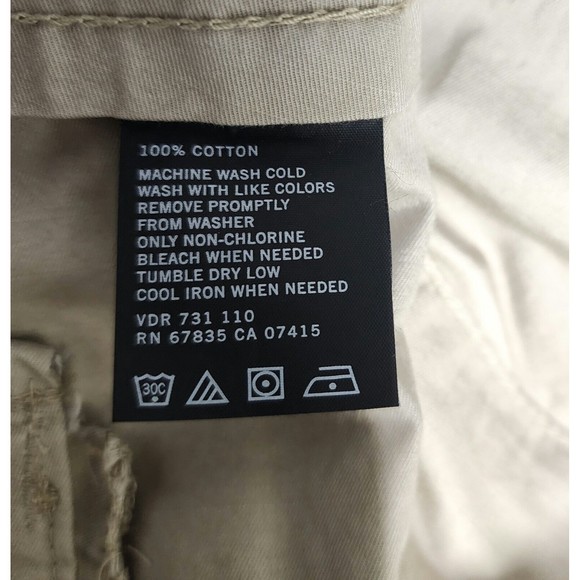 100% COTTON
MACHINE WASH COLD
WASH WITH LIKE COLORS
REMOVE PROMPTLY
FROM WASHER
ONLY NON-CHLORINE
BLEACH WHEN NEEDED
TUMBLE DRY LOW
COOL IRON WHEN NEEDED
VDR 731 110
RN 67835 CA 07415
30C